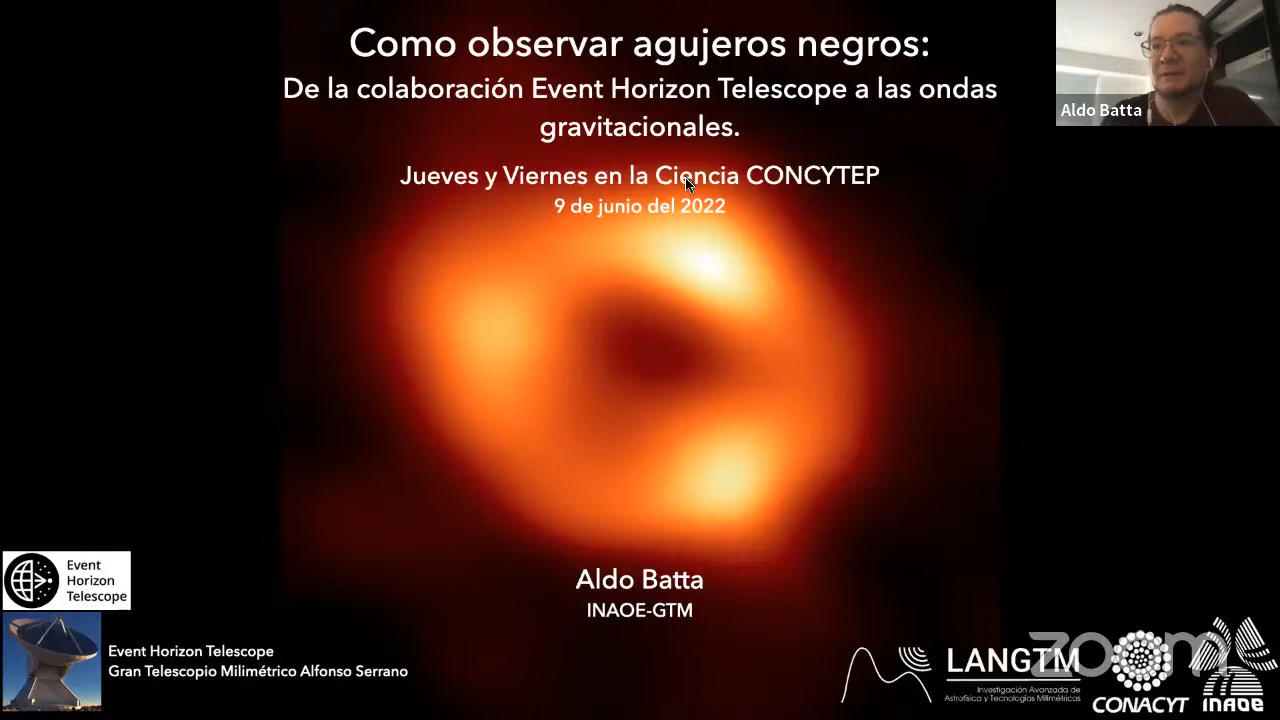 Como observar agujeros negros:
De la colaboración Event Horizon Telescope a las ondas
gravitacionales.
Jueves y Viernes en la Ciencia CONCYTEP
9 de junio del 2022
Aldo Batta
Aldo Batta
INAOE-GTM
Event
Horizon
Telescope
Event Horizon Telescope
Gran Telescopio Milimétrico Alfonso Serrano
LANGTM
Investigación Avanzada de
Astrofísica y Tecnologías Milimétricas
zoom
CONACYT
INAOE